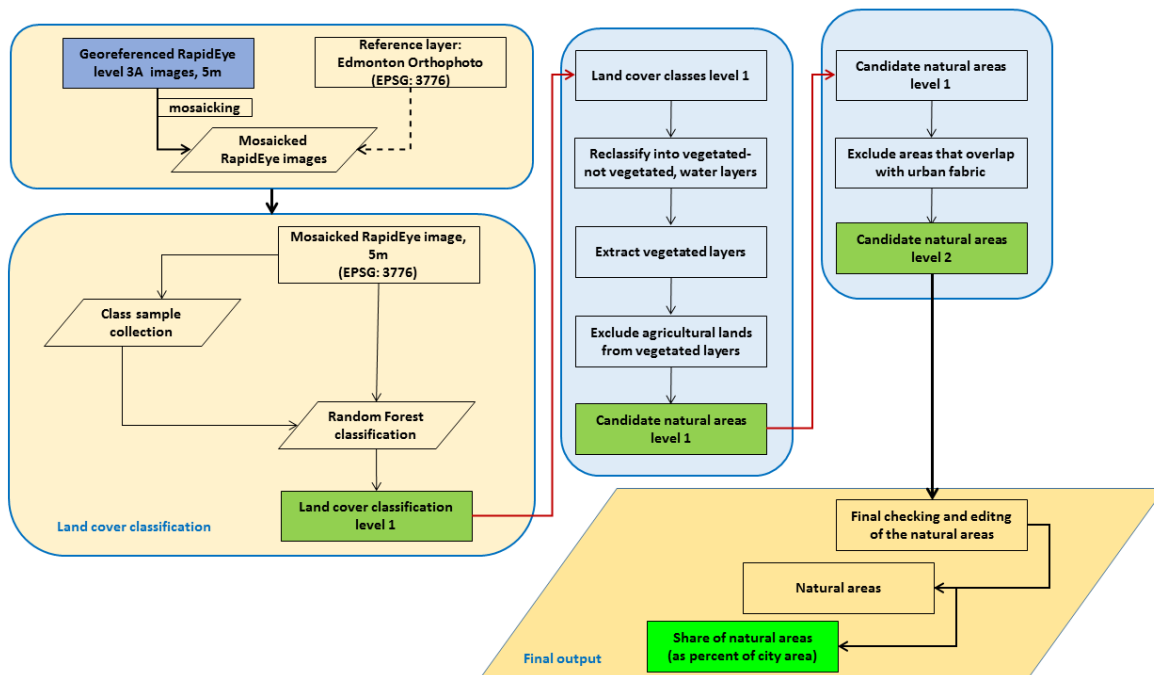 Georeferenced RapidEye
level 3A images, 5m
Reference layer:
Edmonton Orthophoto
(EPSG: 3776)
mosaicking
Mosaicked
RapidEye images
Mosaicked RapidEye image,
5m
(EPSG: 3776)
Class sample
collection
Random Forest
classification
Land cover classification
level 1
Land cover classification
Land cover classes level 1
Reclassify into vegetated-
not vegetated, water layers
Extract vegetated layers
Exclude agricultural lands
from vegetated layers
Candidate natural areas
level 1
Candidate natural areas
level 1
Exclude areas that overlap
with urban fabric
Candidate natural areas
level 2
Final checking and editng
of the natural areas
Natural areas
Share of natural areas
(as percent of city area)
Final output